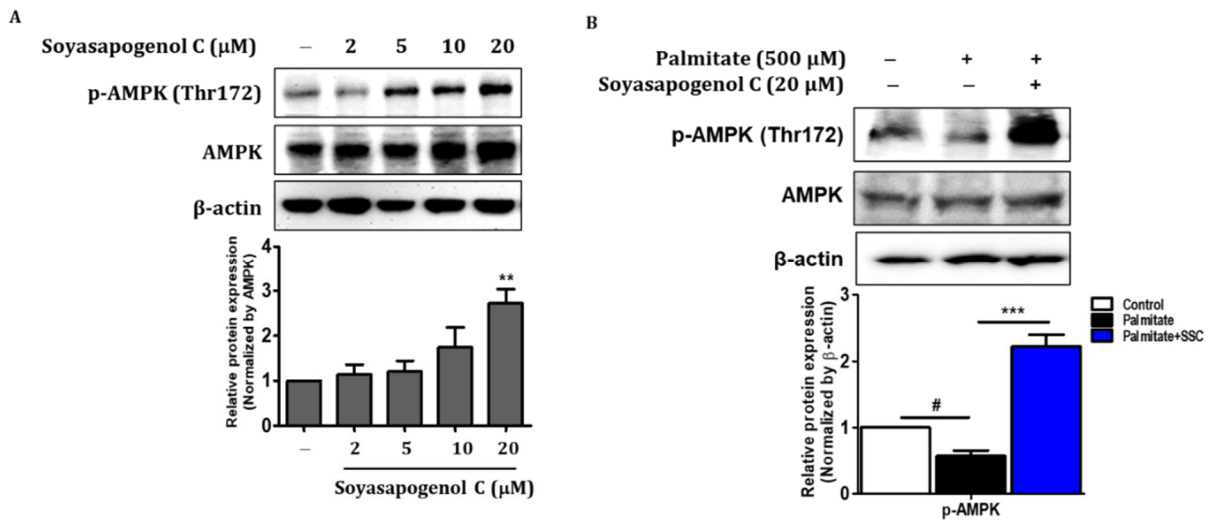 A
Soyasapogenol C (μM) – 2 5 10 20
p-AMPK (Thr172)
AMPK
β-actin
Relative protein expression
(Normalized by AMPK)
4
3
2
1
0
**
– 2 5 10 20
Soyasapogenol C (μM)
B
Palmitate (500 μM) – + +
Soyasapogenol C (20 μM) – – +
p-AMPK (Thr172)
AMPK
β-actin
Relative protein expression
(Normalized by β-actin)
3
2
1
0
#
***
p-AMPK
Control
Palmitate
Palmitate+SSC